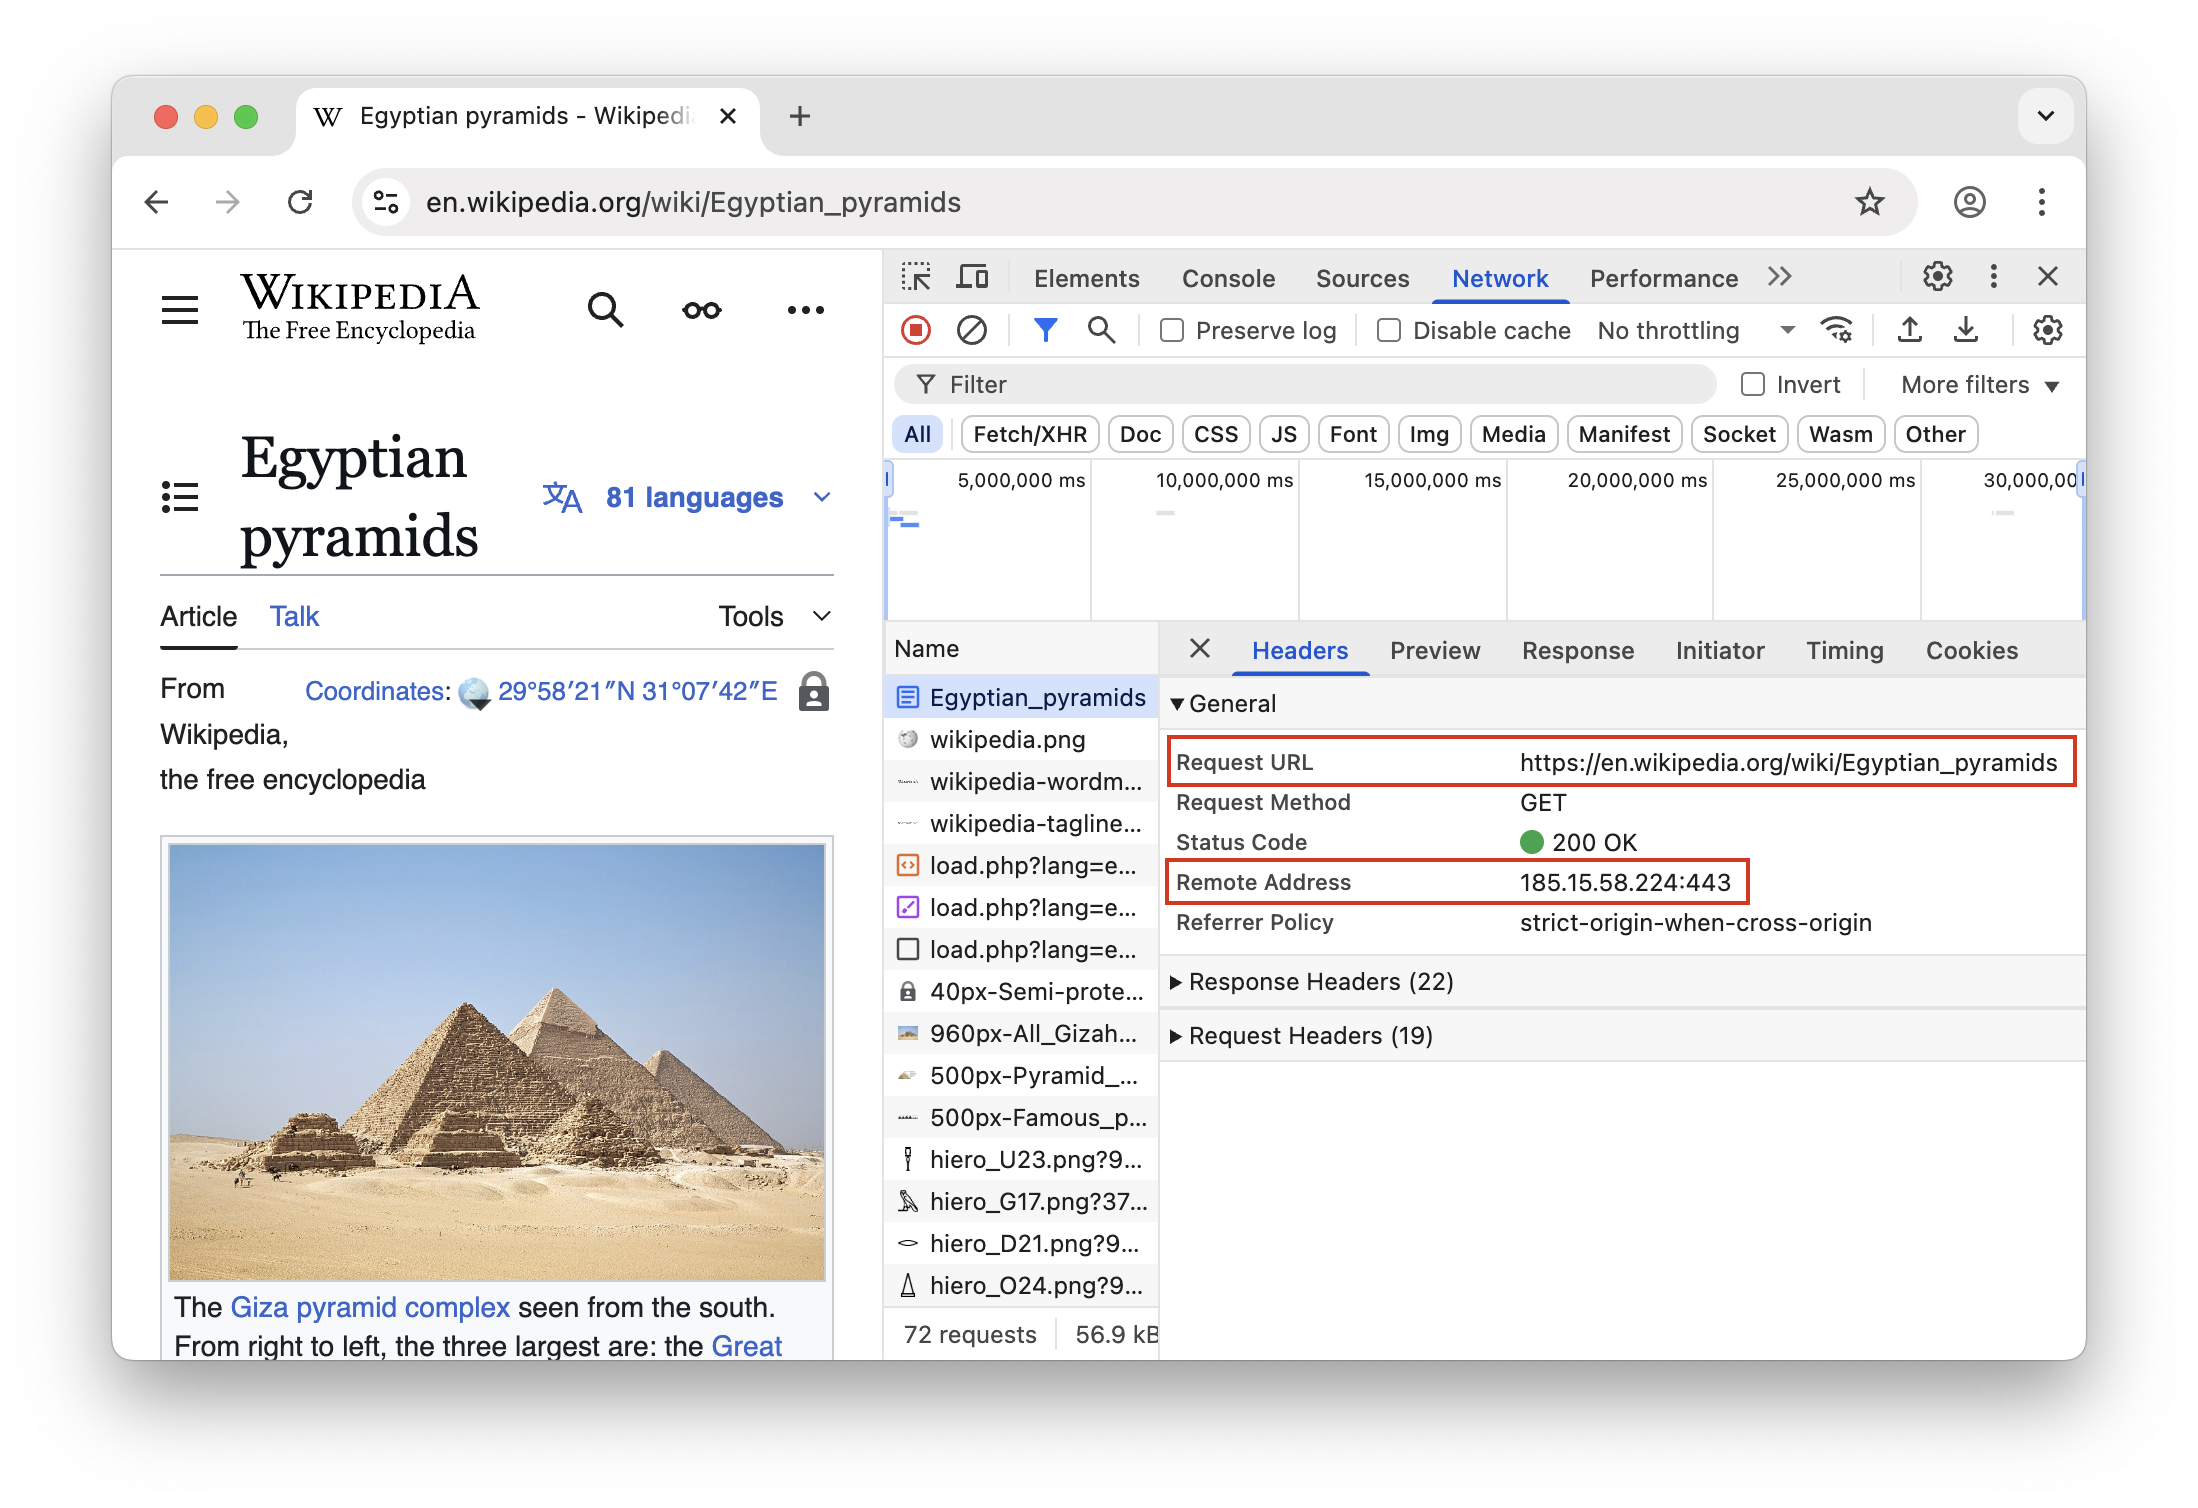 Egyptian pyramids - Wikipedi
en.wikipedia.org/wiki/Egyptian_pyramids
WIKIPEDIA
The Free Encyclopedia
Egyptian
pyramids
文A 81 languages
Article Talk Tools
From
Wikipedia,
the free encyclopedia
Coordinates: 29°58′21″N 31°07′42″E
The Giza pyramid complex seen from the south.
From right to left, the three largest are: the Great
Elements Console Sources Network Performance
Preserve log Disable cache No throttling
Filter Invert More filters
All Fetch/XHR Doc CSS JS Font Img Media Manifest Socket Wasm Other
5,000,000 ms 10,000,000 ms 15,000,000 ms 20,000,000 ms 25,000,000 ms 30,000,00
Name
Egyptian_pyramids
wikipedia.png
wikipedia-wordm...
wikipedia-tagline...
load.php?lang=e...
load.php?lang=e...
load.php?lang=e...
40px-Semi-prote...
960px-All_Gizah...
500px-Pyramid_...
500px-Famous_p...
hiero_U23.png?9...
hiero_G17.png?37...
hiero_D21.png?9...
hiero_O24.png?9...
72 requests 56.9 kB
Headers Preview Response Initiator Timing Cookies
General
Request URL https://en.wikipedia.org/wiki/Egyptian_pyramids
Request Method GET
Status Code 200 OK
Remote Address 185.15.58.224:443
Referrer Policy strict-origin-when-cross-origin
Response Headers (22)
Request Headers (19)